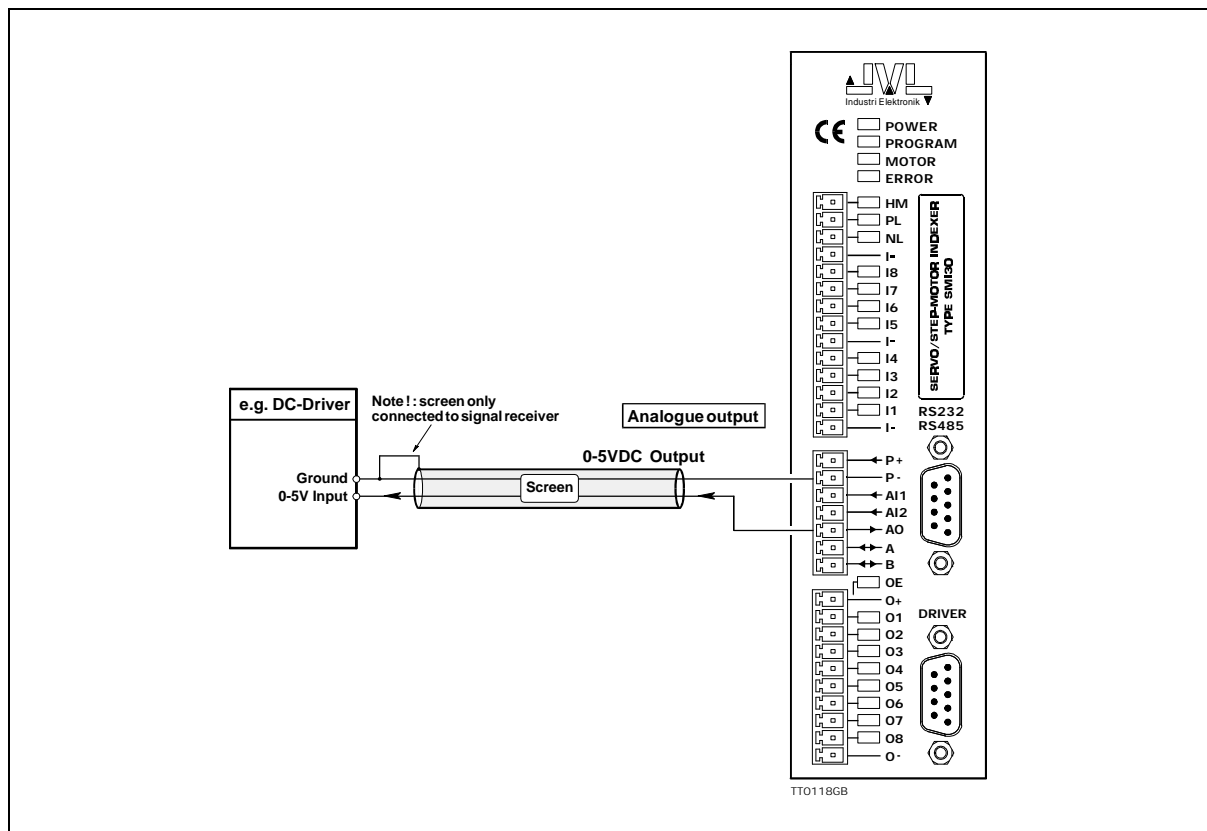 JVL
Industri Elektronik
CE
POWER
PROGRAM
MOTOR
ERROR
HM
PL
NL
I-
I8
I7
I6
I5
I-
I4
I3
I2
I1
I-
SERVO/STEP-MOTOR INDEXER
TYPE SMI30
RS232
RS485
e.g. DC-Driver
Note!: screen only
connected to signal receiver
Analogue output
0-5VDC Output
Ground
0-5V Input
Screen
P+
P-
AI1
AI2
AO
A
B
OE
O+
O1
O2
O3
O4
O5
O6
O7
O8
O-
DRIVER
TT0118GB